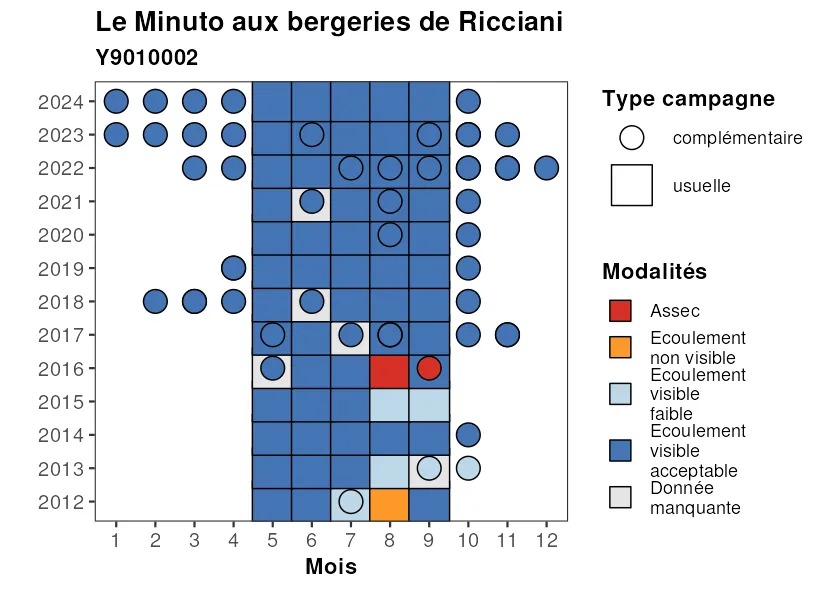 Le Minuto aux bergeries de Ricciani
Y9010002
2024
2023
2022
2021
2020
2019
2018
2017
2016
2015
2014
2013
2012
1 2 3 4 5 6 7 8 9 10 11 12
Mois
Type campagne
complémentaire
usuelle
Modalités
Assec
Ecoulement
non visible
Ecoulement
visible
faible
Ecoulement
visible
acceptable
Donnée
manquante